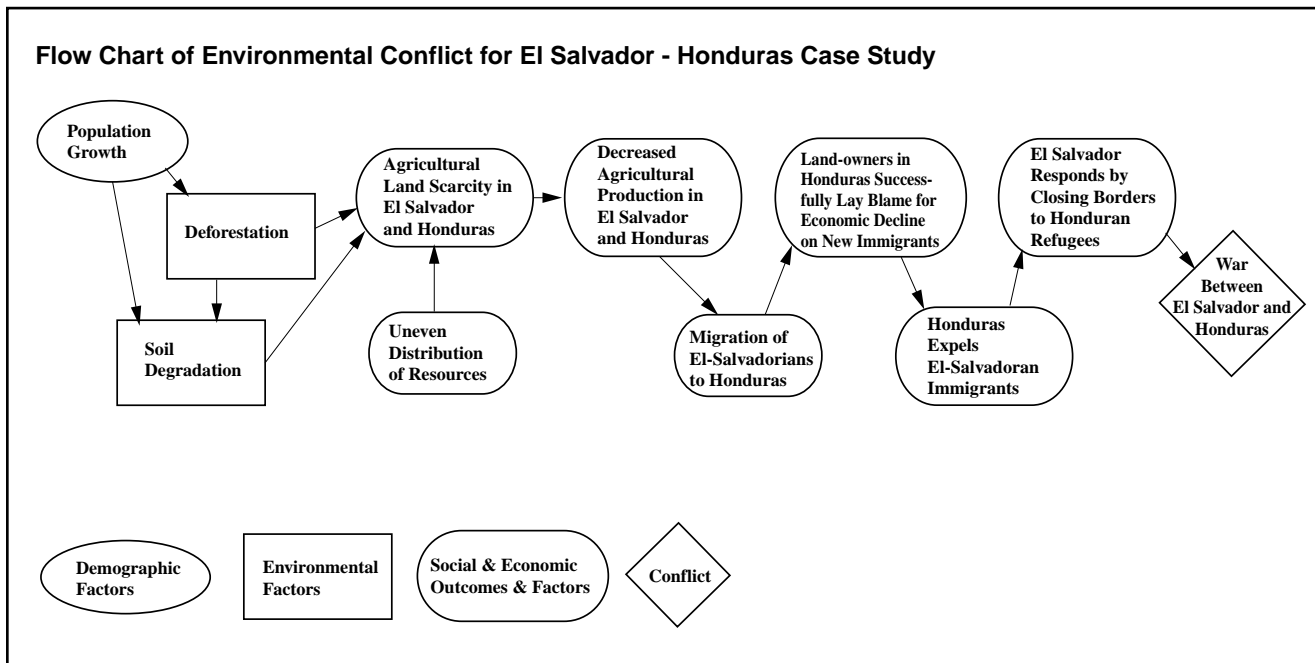 Flow Chart of Environmental Conflict for El Salvador - Honduras Case Study
Population
Growth
Deforestation
Soil
Degradation
Agricultural
Land Scarcity in
El Salvador
and Honduras
Uneven
Distribution
of Resources
Decreased
Agricultural
Production in
El Salvador
and Honduras
Migration of
El-Salvadorians
to Honduras
Land-owners in
Honduras Success-
fully Lay Blame for
Economic Decline
on New Immigrants
Honduras
Expels
El-Salvadoran
Immigrants
El Salvador
Responds by
Closing Borders
to Honduran
Refugees
War
Between
El Salvador and
Honduras
Demographic
Factors
Environmental
Factors
Social & Economic
Outcomes & Factors
Conflict